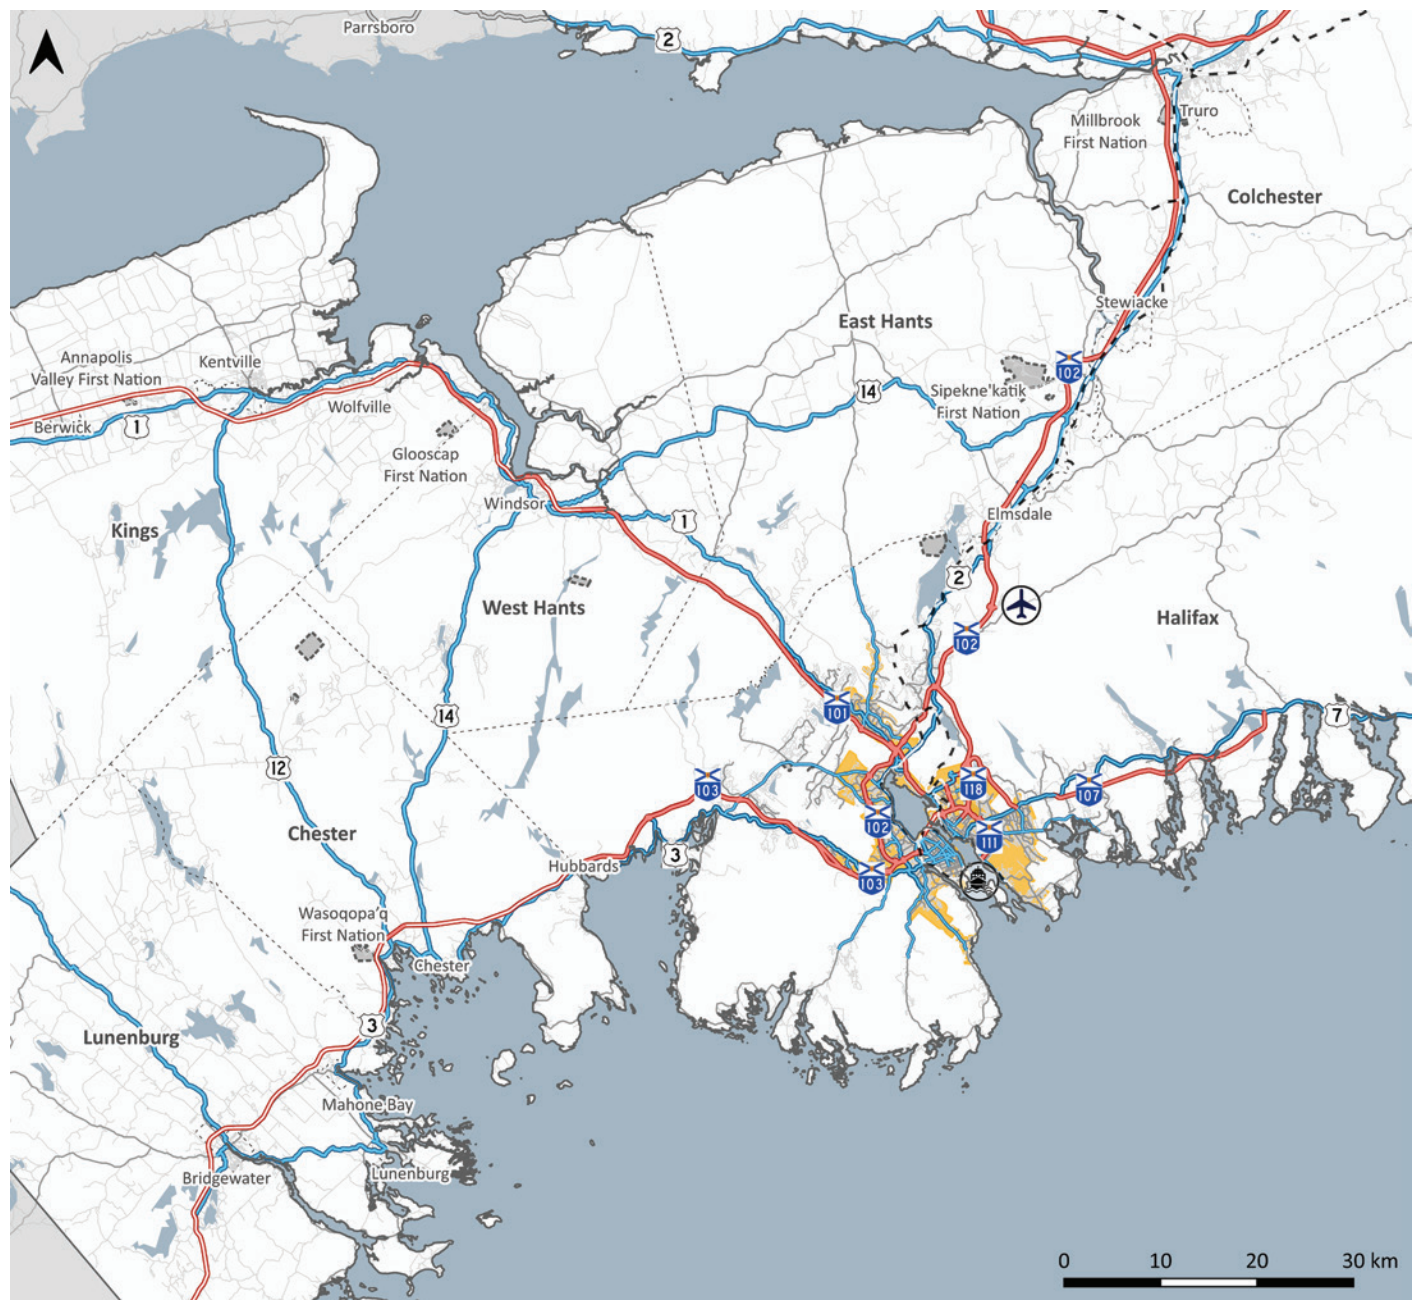 Parrsboro
2
Truro
Millbrook
First Nation
Colchester
Stewiacke
East Hants
Annapolis
Valley First Nation
Kentville
102
14
Sipekne'katik
First Nation
Wolfville
Berwick
1
Glooscap
First Nation
Windsor
Elmsdale
1
Kings
2
West Hants
Halifax
102
101
14
7
12
103
118
107
Chester
102
111
3
Hubbards
103
Wasoqopa'q
First Nation
Chester
3
Lunenburg
Mahone Bay
Lunenburg
Bridgewater
0 10 20 30 km